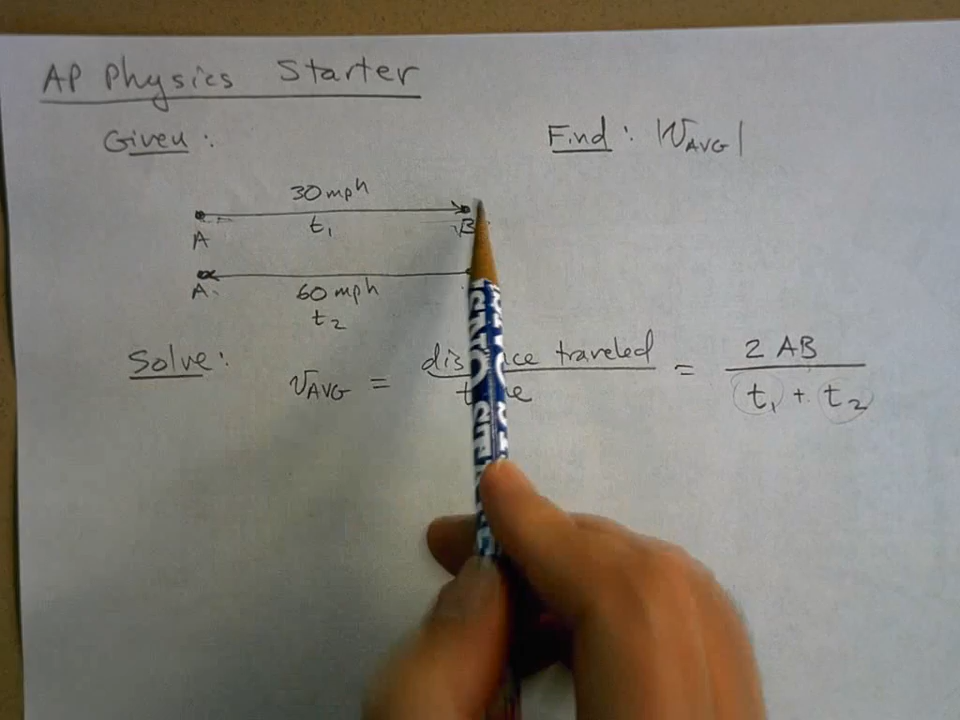 AP Physics Starter
Given :
Find : |VAVG|
30 mph
t1
A
B
A
60 mph
t2
Solve :
VAVG = distance traveled / time = 2 AB / t1 + t2